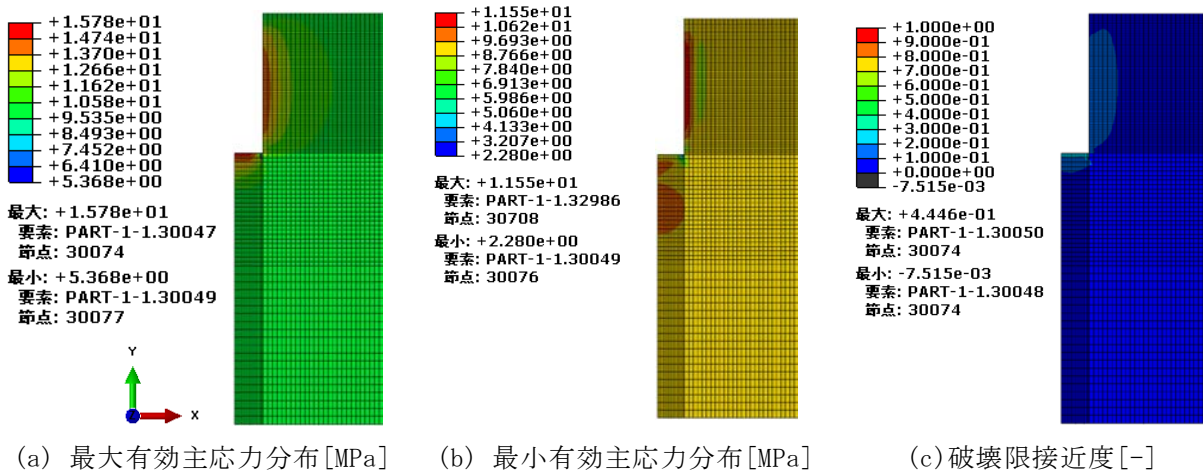 +1.578e+01
+1.474e+01
+1.370e+01
+1.266e+01
+1.162e+01
+1.058e+01
+9.535e+00
+8.493e+00
+7.452e+00
+6.410e+00
+5.368e+00
最大: +1.578e+01
要素: PART-1-1.30047
節点: 30074
最小: +5.368e+00
要素: PART-1-1.30049
節点: 30077
Y
Z
X
(a) 最大有効主応力分布[MPa]
+1.155e+01
+1.062e+01
+9.693e+00
+8.766e+00
+7.840e+00
+6.913e+00
+5.986e+00
+5.060e+00
+4.133e+00
+3.207e+00
+2.280e+00
最大: +1.155e+01
要素: PART-1-1.32986
節点: 30708
最小: +2.280e+00
要素: PART-1-1.30049
節点: 30076
(b) 最小有効主応力分布[MPa]
+1.000e+00
+9.000e-01
+8.000e-01
+7.000e-01
+6.000e-01
+5.000e-01
+4.000e-01
+3.000e-01
+2.000e-01
+1.000e-01
+0.000e+00
-7.515e-03
最大: +4.446e-01
要素: PART-1-1.30050
節点: 30074
最小: -7.515e-03
要素: PART-1-1.30048
節点: 30074
(c)破壊限接近度[-]